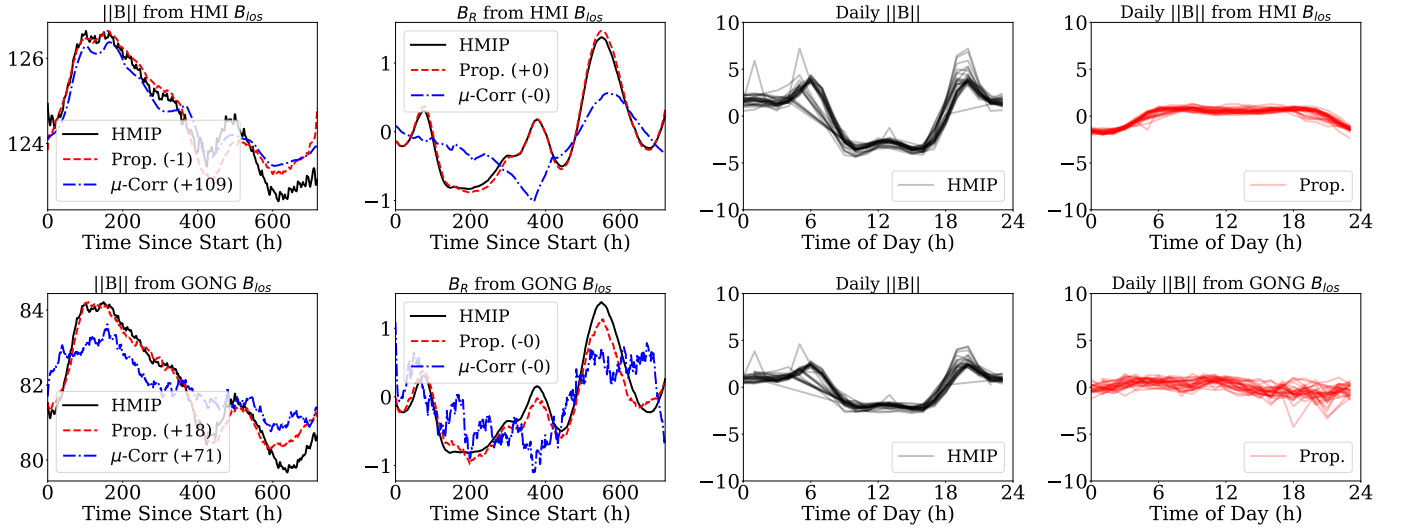 ||B|| from HMI B_los
126
124
0 200 400 600
Time Since Start (h)
HMIP
Prop. (-1)
μ-Corr (+109)
B_R from HMI B_los
1
0
−1
0 200 400 600
Time Since Start (h)
HMIP
Prop. (+0)
μ-Corr (-0)
Daily ||B||
10
5
0
−5
−10
0 6 12 18 24
Time of Day (h)
HMIP
Daily ||B|| from HMI B_los
10
5
0
−5
−10
0 6 12 18 24
Time of Day (h)
Prop.
||B|| from GONG B_los
84
82
80
0 200 400 600
Time Since Start (h)
HMIP
Prop. (+18)
μ-Corr (+71)
B_R from GONG B_los
1
0
−1
0 200 400 600
Time Since Start (h)
HMIP
Prop. (-0)
μ-Corr (-0)
Daily ||B||
10
5
0
−5
−10
0 6 12 18 24
Time of Day (h)
HMIP
Daily ||B|| from GONG B_los
10
5
0
−5
−10
0 6 12 18 24
Time of Day (h)
Prop.